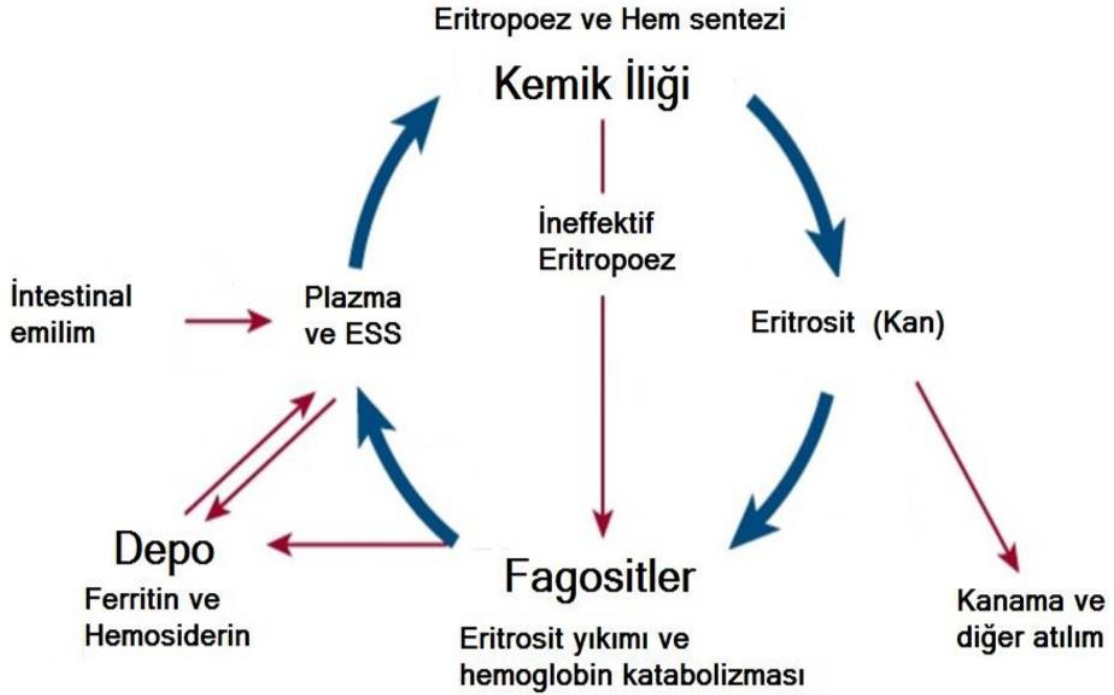 Eritropoez ve Hem sentezi
Kemik İliği
İneffektif
Eritropoez
İntestinal
emilim
Plazma
ve ESS
Eritrosit (Kan)
Depo
Ferritin ve
Hemosiderin
Fagositler
Eritrosit yıkımı ve
hemoglobin katabolizması
Kanama ve
diğer atılım